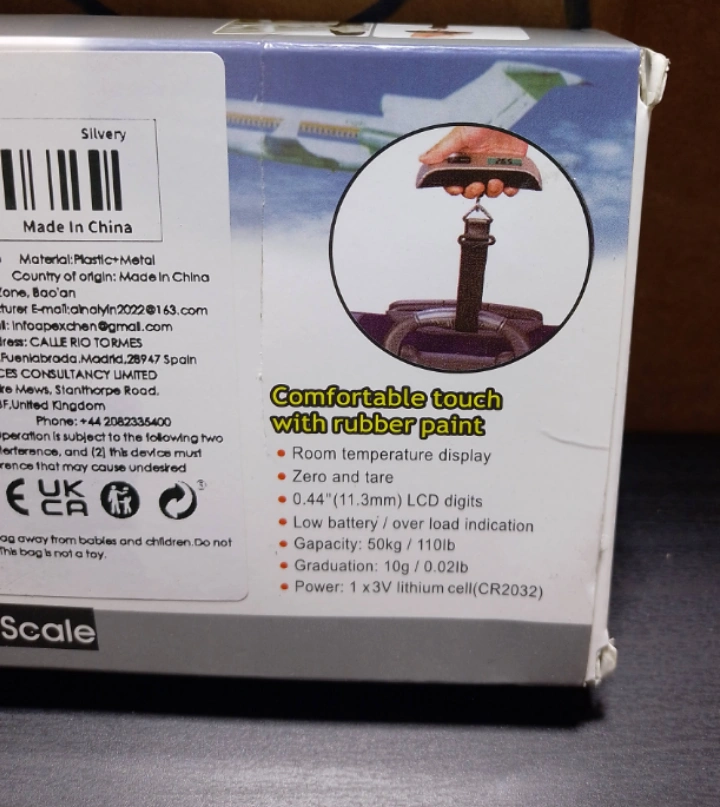 Silvery
Made In China
Material:Plastic+Metal
Country of origin: Made in China
Zone, Bao'an
turer E-mail:alnalyin2022@163.com
il: infoapexchen@gmail.com
ress: CALLE RIO TORMES
,Fuenlabrada,Madrid,28947 Spain
CES CONSULTANCY LIMITED
re Mews, Stanthorpe Road,
BF,United Kingdom
Phone: +44 2082335400
peration is subject to the following two
terference, and (2) this device must
rence that may cause undesired
CE UK
CA
ag away from babies and children.Do not
This bag is not a toy.
Scale
26.5
Comfortable touch
with rubber paint
• Room temperature display
• Zero and tare
• 0.44"(11.3mm) LCD digits
• Low battery / over load indication
• Gapacity: 50kg / 110lb
• Graduation: 10g / 0.02lb
• Power: 1 x3V lithium cell(CR2032)